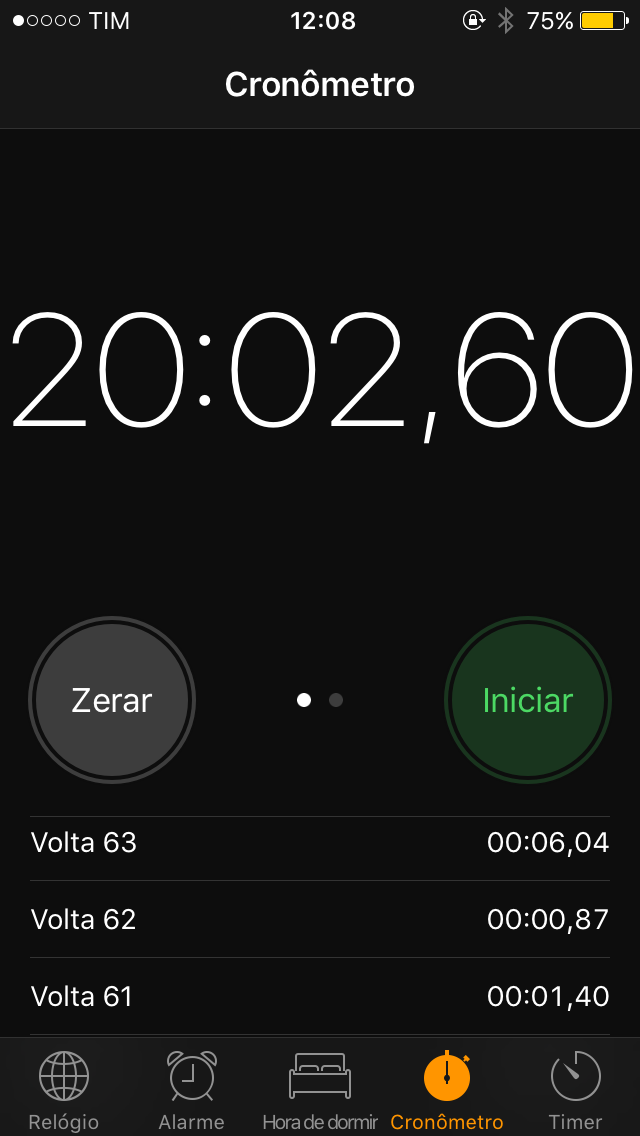 TIM 12:08 75%
Cronômetro
20:02,60
Zerar Iniciar
Volta 63 00:06,04
Volta 62 00:00,87
Volta 61 00:01,40
Relógio Alarme Hora de dormir Cronômetro Timer